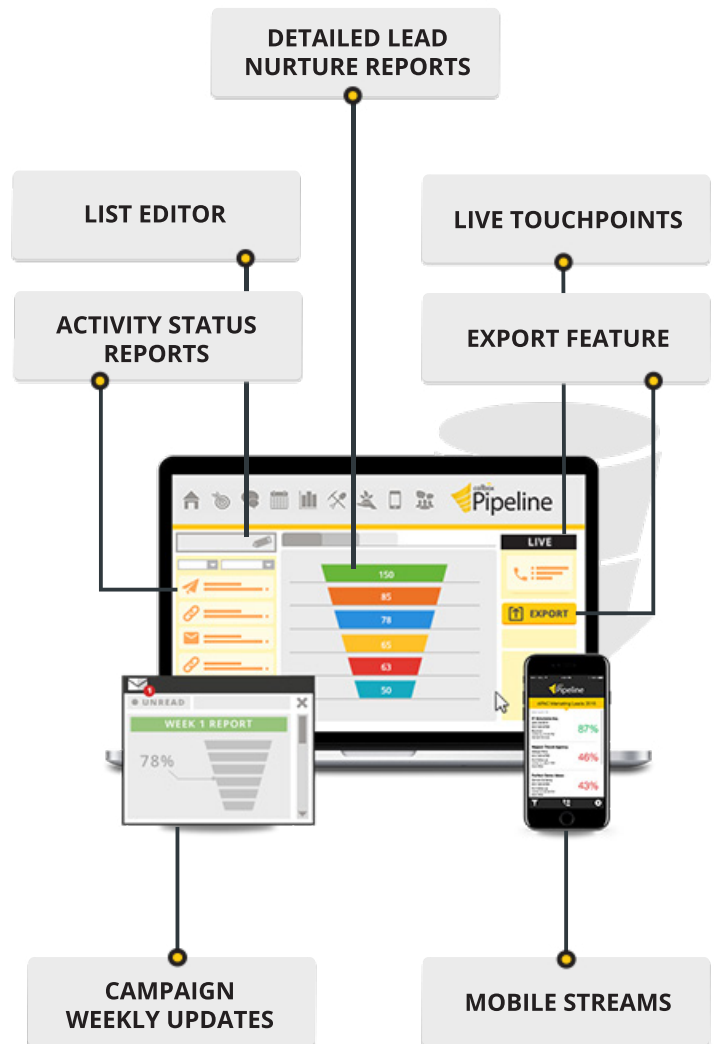 DETAILED LEAD
NURTURE REPORTS
LIST EDITOR
LIVE TOUCHPOINTS
ACTIVITY STATUS
REPORTS
EXPORT FEATURE
Pipeline
LIVE
150
85
78
65
63
50
EXPORT
UNREAD
WEEK 1 REPORT
78%
1
Pipeline
87%
46%
43%
CAMPAIGN
WEEKLY UPDATES
MOBILE STREAMS